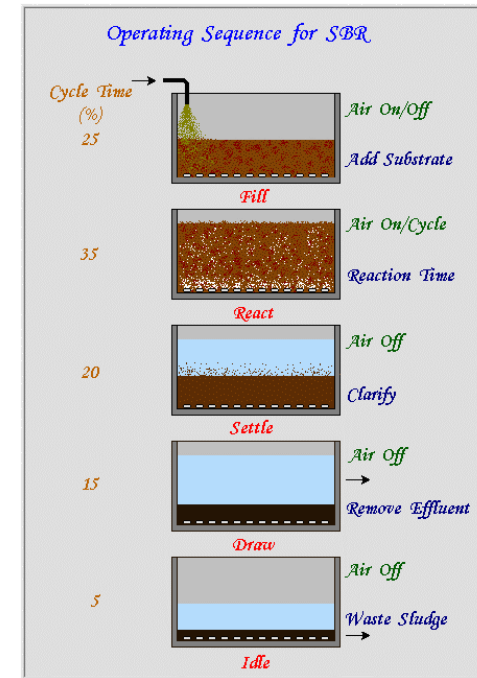 Operating Sequence for SBR
Cycle Time
(%)
Air On/Off
25
Add Substrate
Fill
Air On/Cycle
35
Reaction Time
React
Air Off
20
Clarify
Settle
Air Off
15
Remove Effluent
Draw
Air Off
5
Waste Sludge
Idle